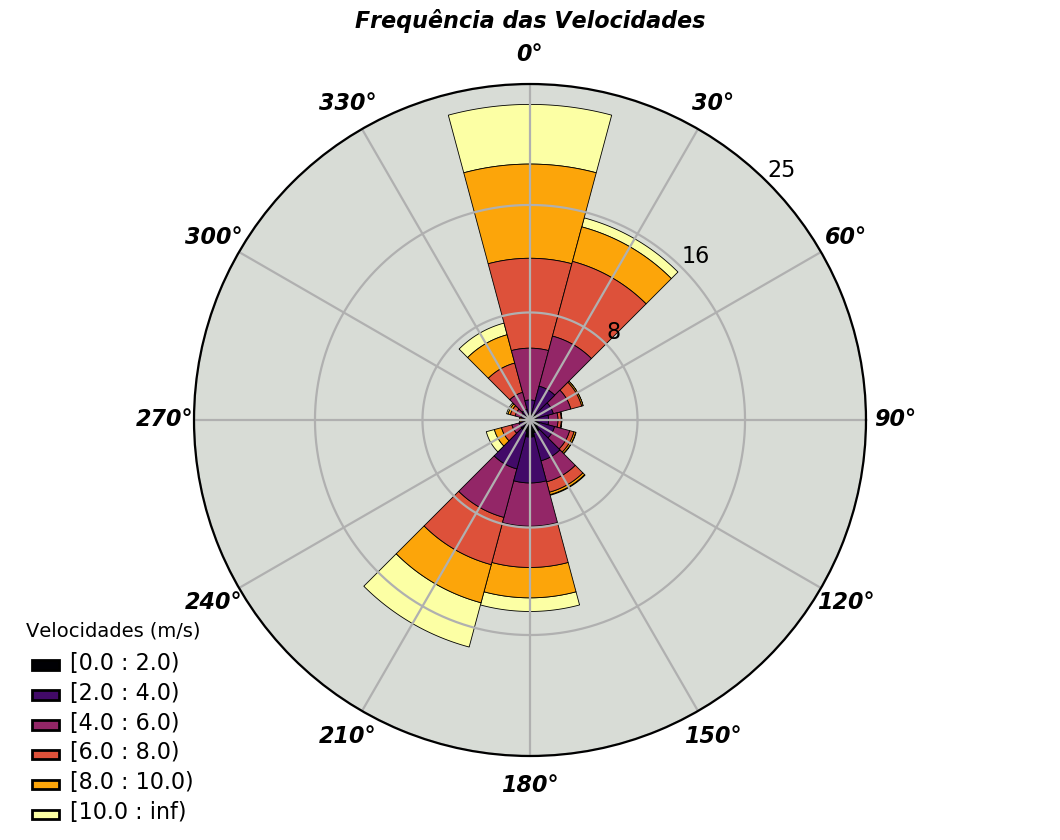 Frequência das Velocidades
0°
330°
30°
25
300°
60°
16
8
270°
90°
240°
120°
210°
150°
180°
Velocidades (m/s)
[0.0 : 2.0)
[2.0 : 4.0)
[4.0 : 6.0)
[6.0 : 8.0)
[8.0 : 10.0)
[10.0 : inf)